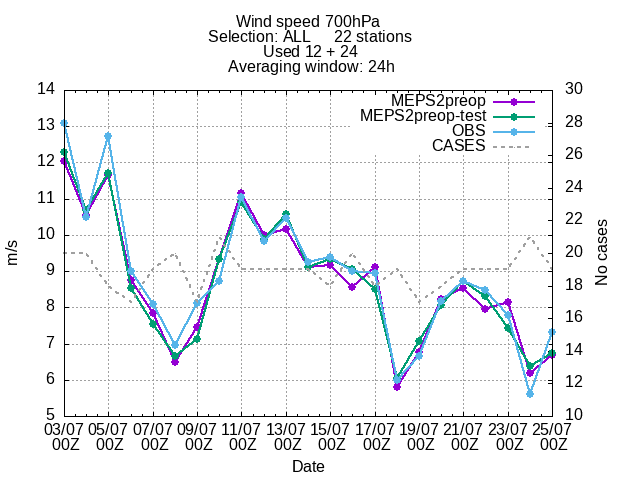 Wind speed 700hPa
Selection: ALL 22 stations
Used 12 + 24
Averaging window: 24h
14 30
13 28
12 26
11 24
10 22
9 20
8 18
7 16
6 14
5 12
10
m/s
No cases
MEPS2preop
MEPS2preop-test
OBS
CASES
03/07 05/07 07/07 09/07 11/07 13/07 15/07 17/07 19/07 21/07 23/07 25/07
00Z 00Z 00Z 00Z 00Z 00Z 00Z 00Z 00Z 00Z 00Z 00Z
Date